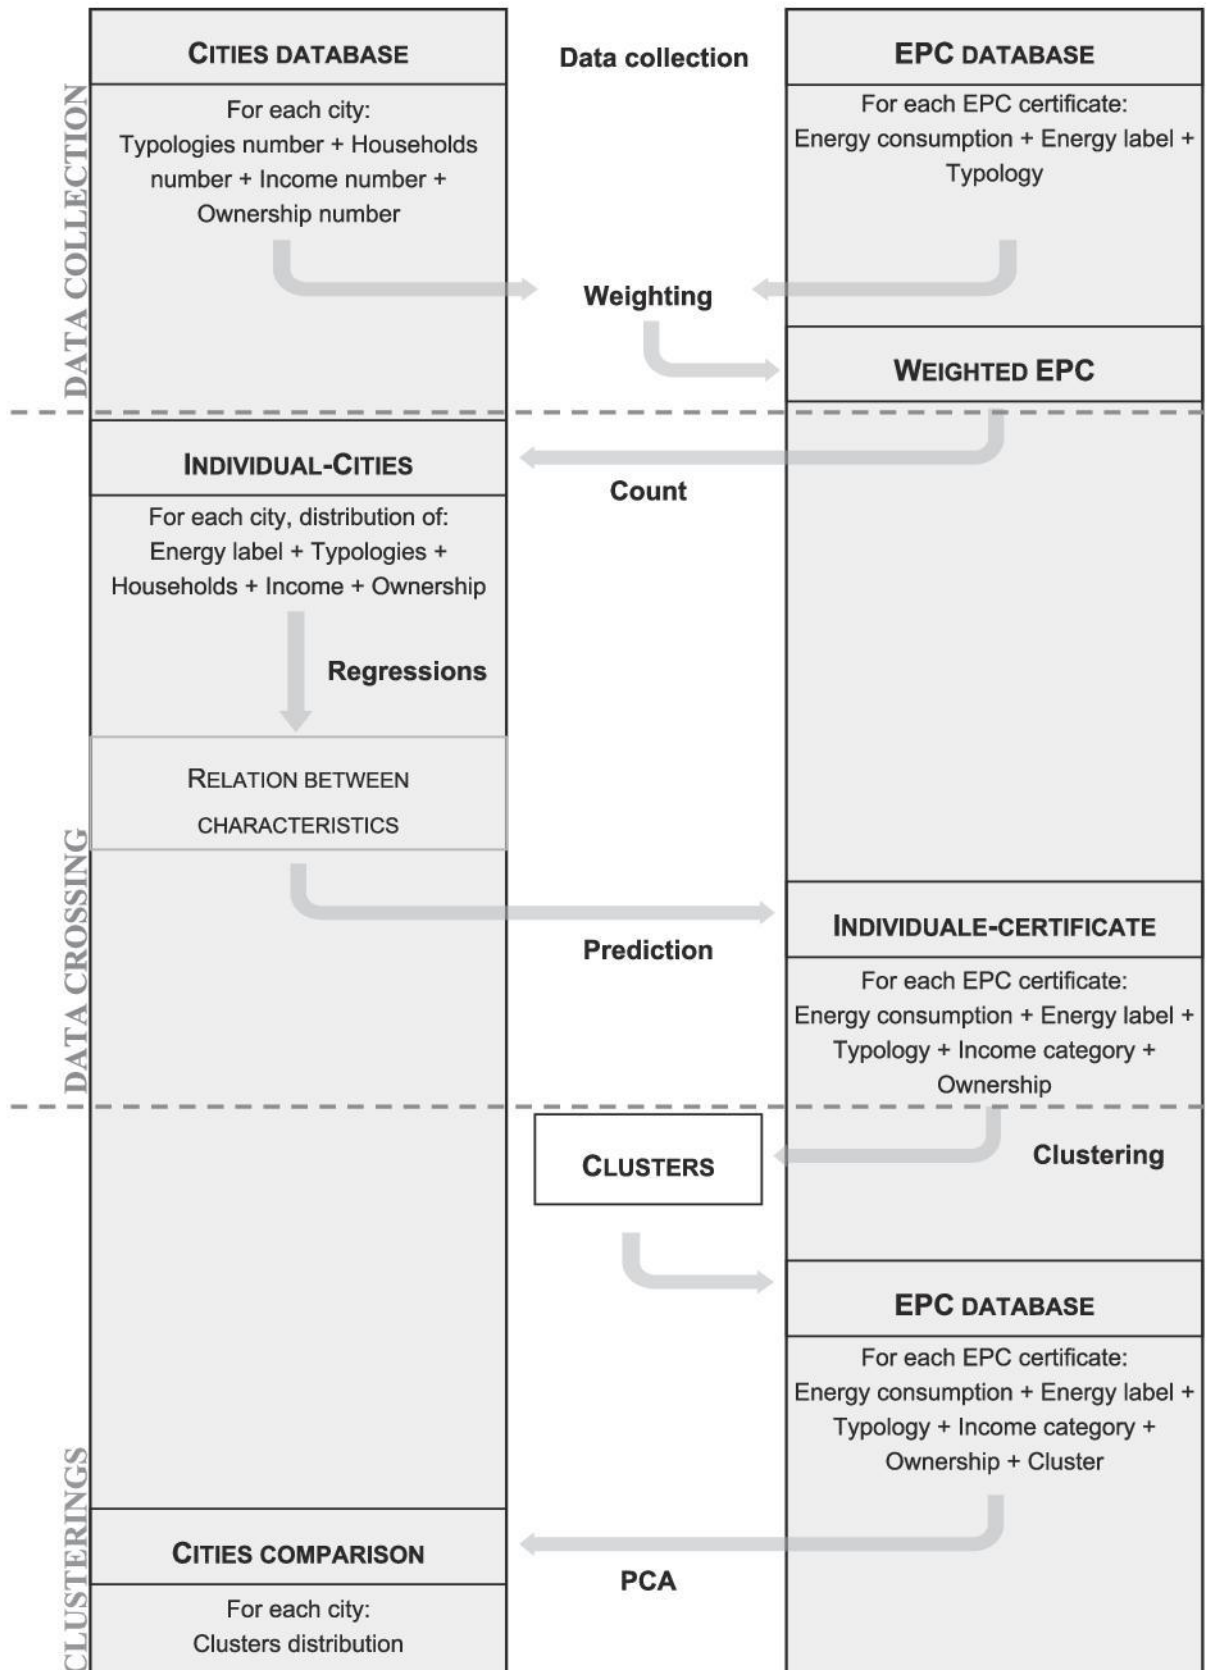 DATA COLLECTION
CITIES DATABASE
For each city:
Typologies number + Households
number + Income number +
Ownership number
Data collection
EPC DATABASE
For each EPC certificate:
Energy consumption + Energy label +
Typology
Weighting
WEIGHTED EPC
DATA CROSSING
INDIVIDUAL-CITIES
For each city, distribution of:
Energy label + Typologies +
Households + Income + Ownership
Count
Regressions
RELATION BETWEEN
CHARACTERISTICS
Prediction
INDIVIDUALE-CERTIFICATE
For each EPC certificate:
Energy consumption + Energy label +
Typology + Income category +
Ownership
CLUSTERINGS
CLUSTERS
Clustering
EPC DATABASE
For each EPC certificate:
Energy consumption + Energy label +
Typology + Income category +
Ownership + Cluster
PCA
CITIES COMPARISON
For each city:
Clusters distribution